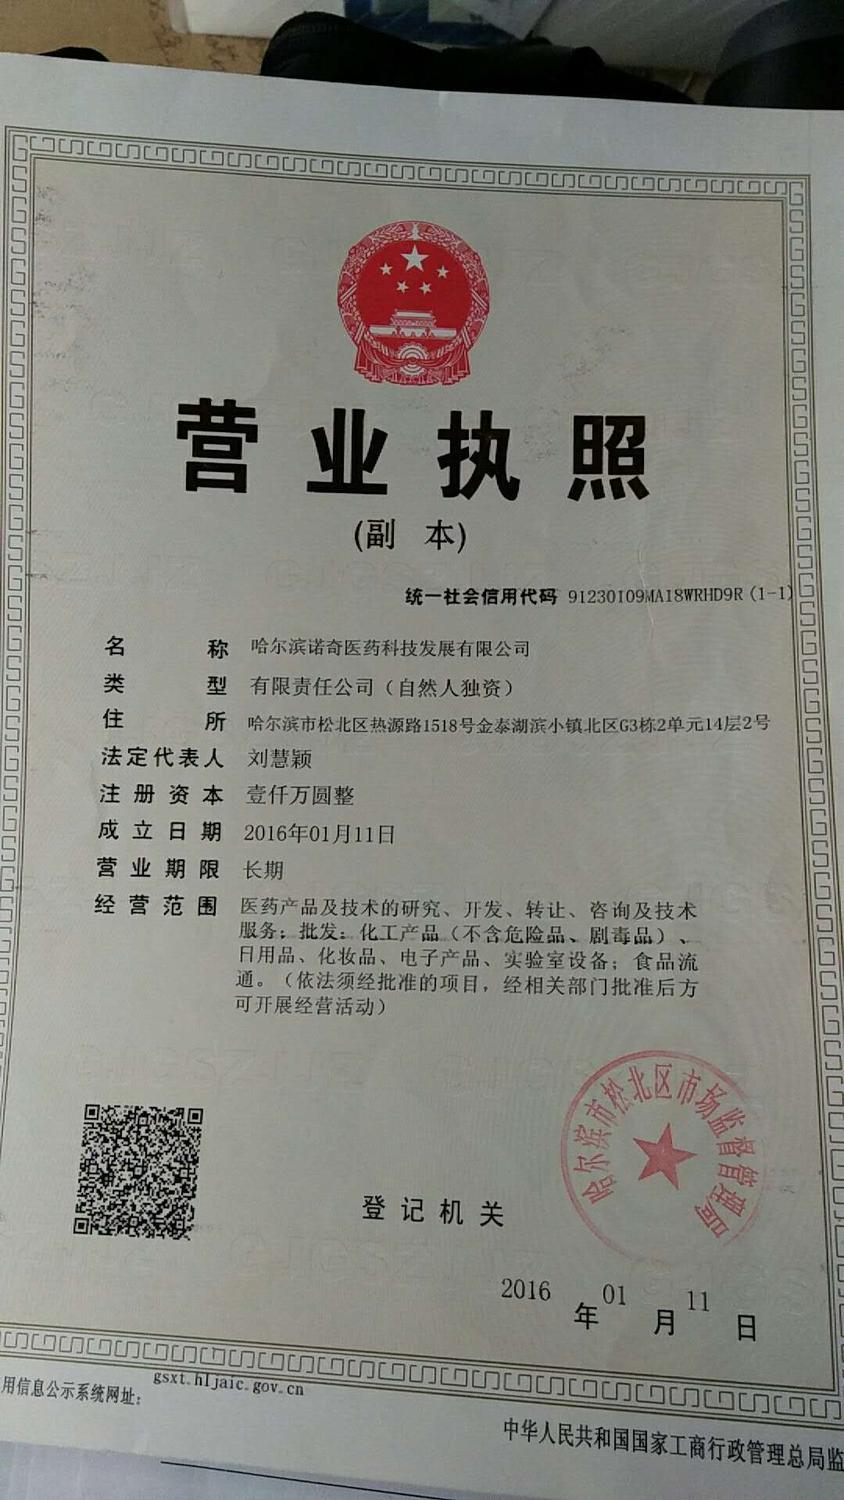 营业执照
(副 本)
统一社会信用代码 91230109MA18WRHD9R(1-1)
名 称 哈尔滨诺奇医药科技发展有限公司
类 型 有限责任公司（自然人独资）
住 所 哈尔滨市松北区热源路1518号金泰湖滨小镇北区G3栋2单元14层2号
法定代表人 刘慧颖
注册资本 壹仟万圆整
成立日期 2016年01月11日
营业期限 长期
经营范围 医药产品及技术的研究、开发、转让、咨询及技术
服务；批发：化工产品（不含危险品、剧毒品）、
日用品、化妆品、电子产品、实验室设备；食品流
通。（依法须经批准的项目，经相关部门批准后方
可开展经营活动）
哈尔滨市松北区市场监督管理局
登记机关
2016年01月11日
用信息公示系统网址：gsxt.hljaic.gov.cn
中华人民共和国国家工商行政管理总局监